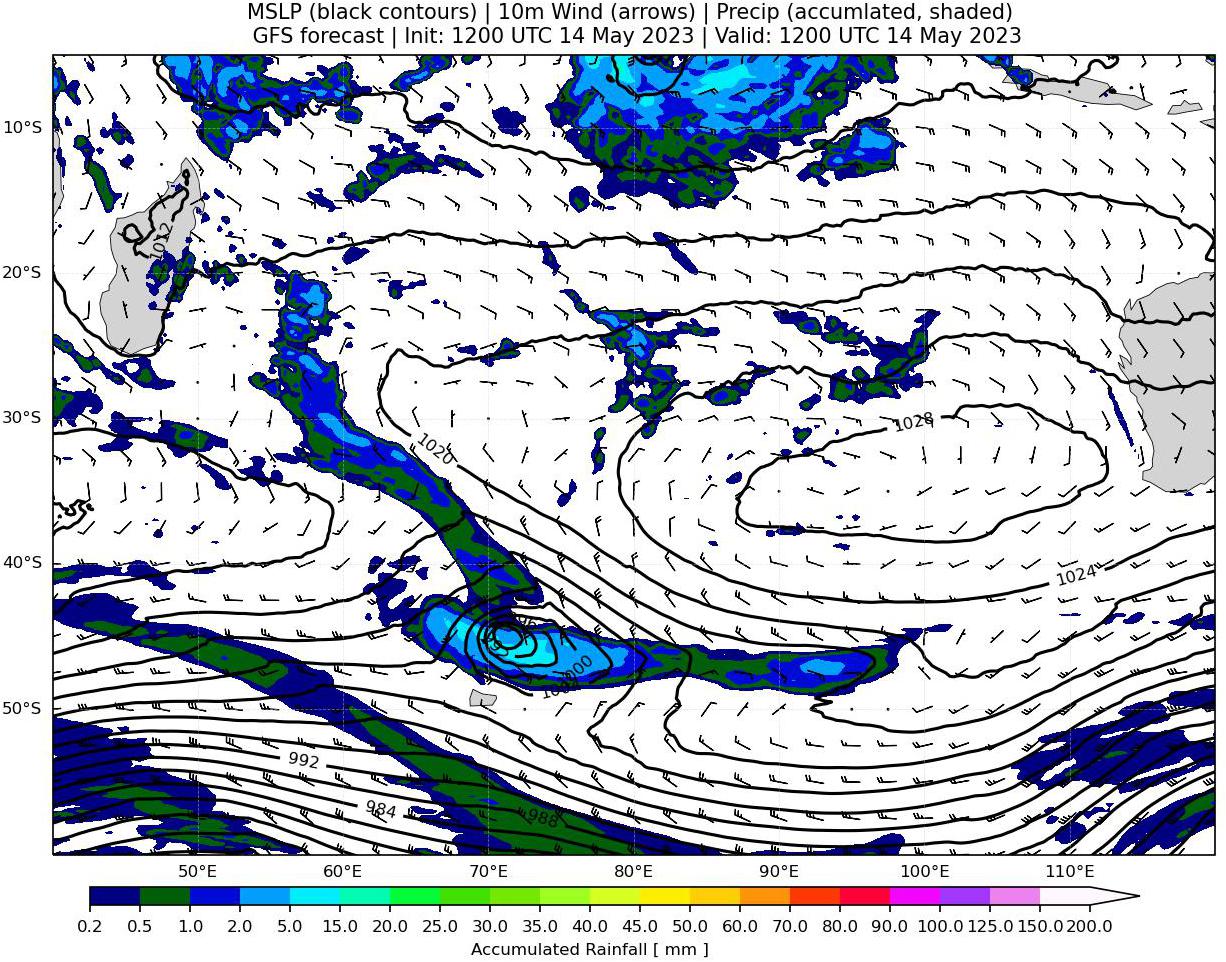 MSLP (black contours) | 10m Wind (arrows) | Precip (accumlated, shaded)
GFS forecast | Init: 1200 UTC 14 May 2023 | Valid: 1200 UTC 14 May 2023
10°S
1012
20°S
30°S
1028
1020
40°S
1024
1000
50°S
992
984
988
50°E 60°E 70°E 80°E 90°E 100°E 110°E
0.2 0.5 1.0 2.0 5.0 10.0 15.0 20.0 25.0 30.0 35.0 40.0 45.0 50.0 60.0 70.0 80.0 90.0 100.0 125.0 150.0 200.0
Accumulated Rainfall [ mm ]